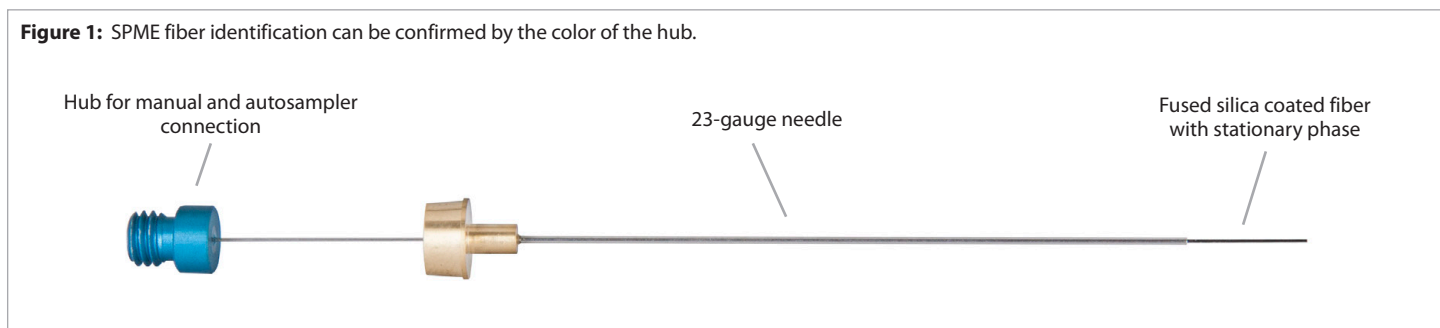 Figure 1: SPME fiber identification can be confirmed by the color of the hub.
Hub for manual and autosampler
connection
23-gauge needle
Fused silica coated fiber
with stationary phase